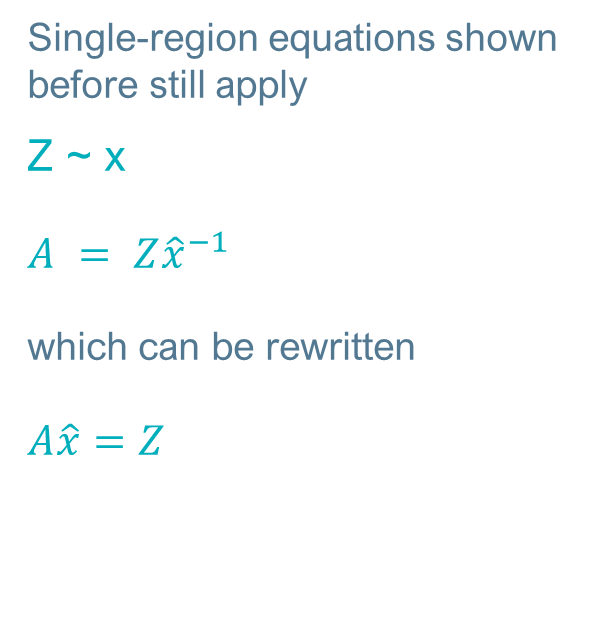 Single-region equations shown
before still apply
Z ~ x
A = Zx̂⁻¹
which can be rewritten
Ax̂ = Z